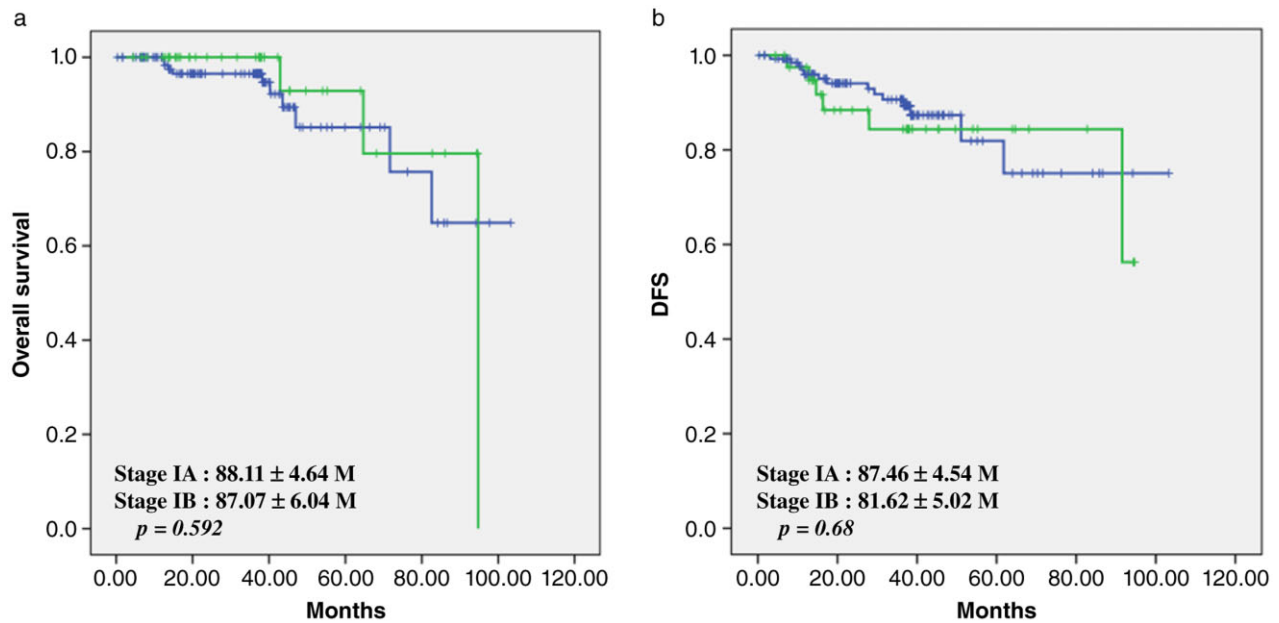 a
1.0
0.8
0.6
0.4
0.2
0.0
Overall survival
Stage IA : 88.11 ± 4.64 M
Stage IB : 87.07 ± 6.04 M
p = 0.592
0.00 20.00 40.00 60.00 80.00 100.00 120.00
Months
b
1.0
0.8
0.6
0.4
0.2
0.0
DFS
Stage IA : 87.46 ± 4.54 M
Stage IB : 81.62 ± 5.02 M
p = 0.68
0.00 20.00 40.00 60.00 80.00 100.00 120.00
Months